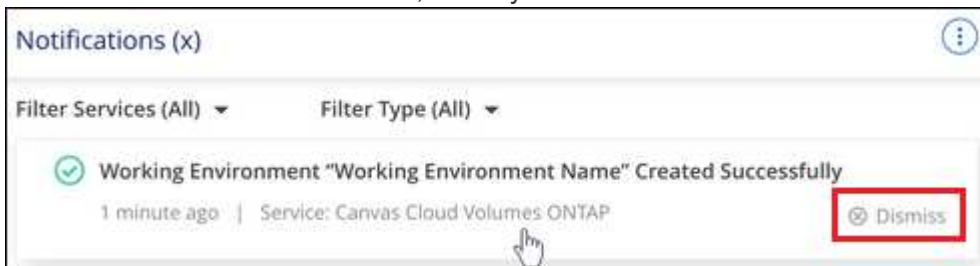 Notifications (x)
Filter Services (All) Filter Type (All)
Working Environment “Working Environment Name” Created Successfully
1 minute ago | Service: Canvas Cloud Volumes ONTAP Dismiss